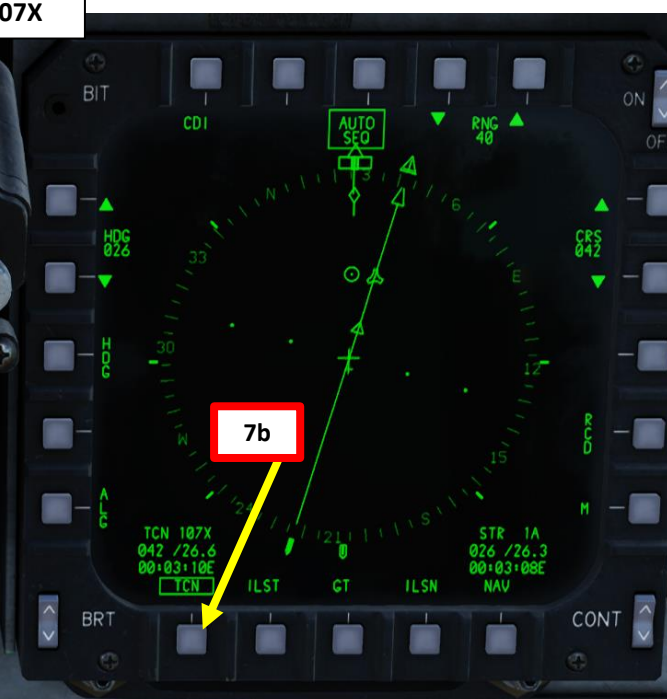 07X
BIT
ON
OF
CDI
AUTO
SEQ
RNG
40
N
3
6
33
E
HDG
026
CRS
042
30
12
HDG
W
7b
15
RCD
24
21
S
ALG
M
TCN 107X
042 /26.6
00:03:10E
STR 1A
026 /26.3
00:03:08E
TCN
ILST
GT
ILSN
NAV
BRT
CONT